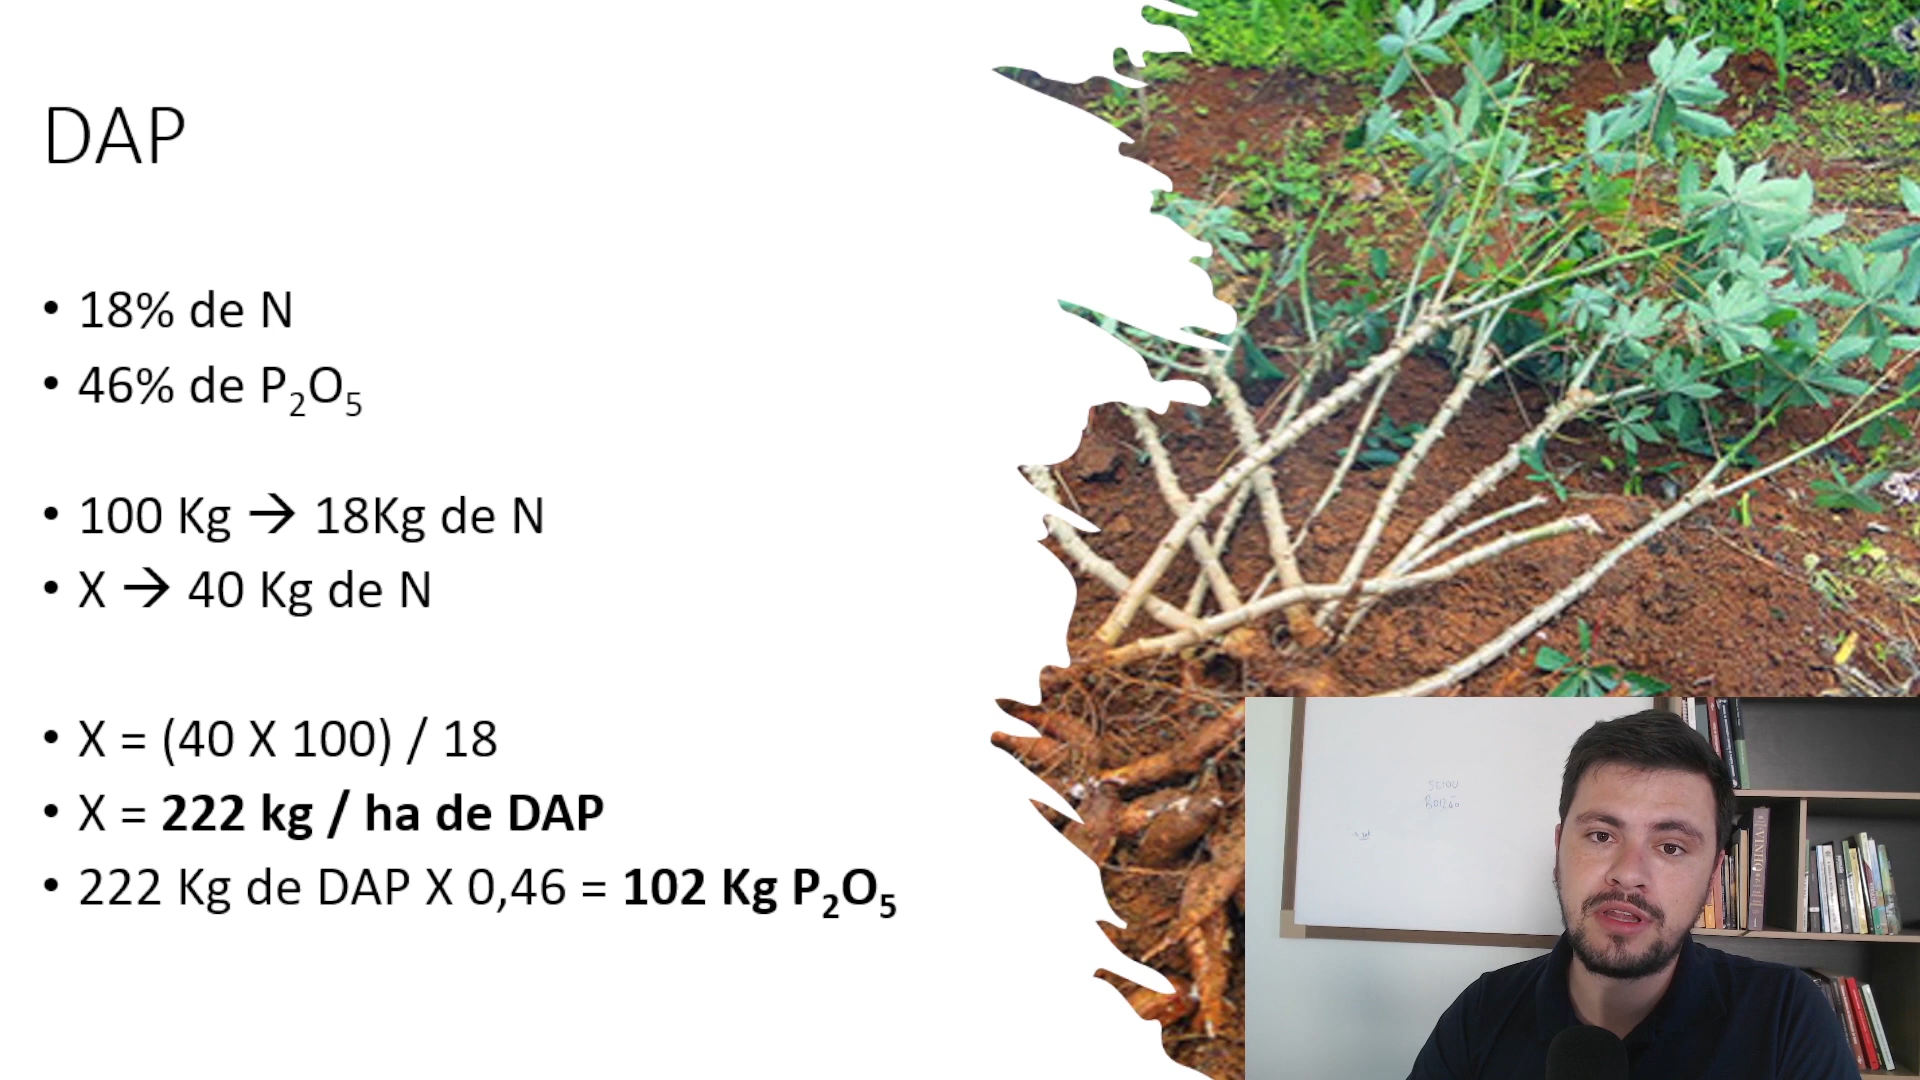 DAP
• 18% de N
• 46% de P₂O₅
• 100 Kg → 18Kg de N
• X → 40 Kg de N
• X = (40 X 100) / 18
• X = 222 kg / ha de DAP
• 222 Kg de DAP X 0,46 = 102 Kg P₂O₅
VINHO